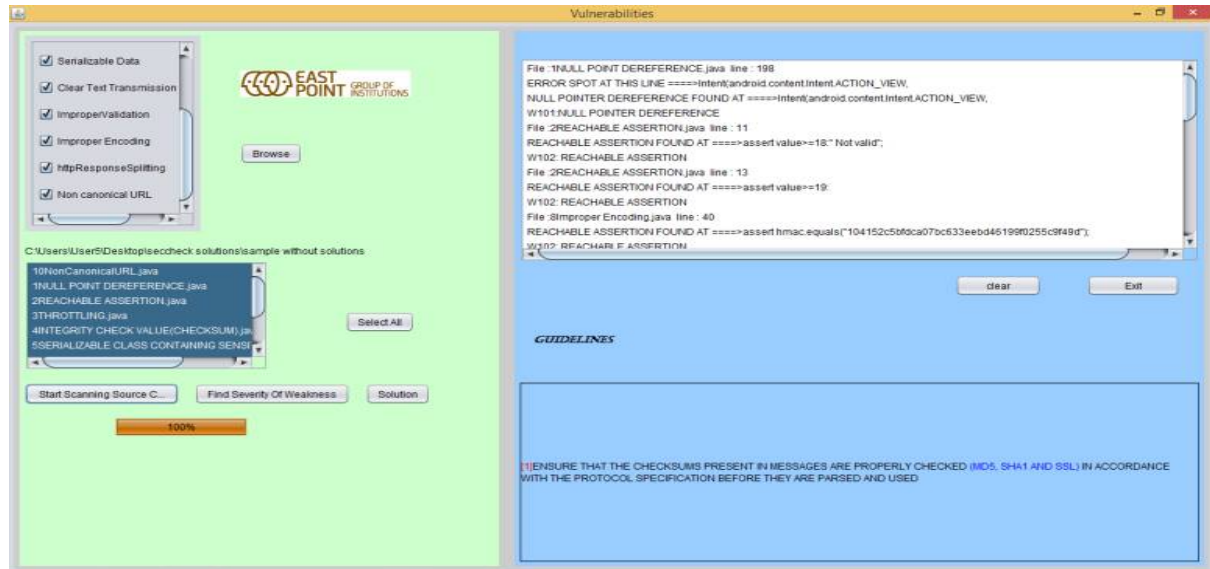 Vulnerabilities
Serializable Data
Clear Text Transmission
ImproperValidation
Improper Encoding
httpResponseSplitting
Non canonical URL
EAST
POINT GROUP OF
INSTITUTIONS
Browse
C:\Users\User5\Desktop\seccheck solutions\sample without solutions
10NonCanonicalURL.java
1NULL POINT DEREFERENCE.java
2REACHABLE ASSERTION.java
3THROTTLING.java
4INTEGRITY CHECK VALUE(CHECKSUM).ja
5SERIALIZABLE CLASS CONTAINING SENSI
Select All
Start Scanning Source C...
Find Severity Of Weakness
Solution
100%
File :1NULL POINT DEREFERENCE.java line : 198
ERROR SPOT AT THIS LINE ====>Intent(android.content.Intent.ACTION_VIEW,
NULL POINTER DEREFERENCE FOUND AT ====>Intent(android.content.Intent.ACTION_VIEW,
W101:NULL POINTER DEREFERENCE
File :2REACHABLE ASSERTION.java line : 11
REACHABLE ASSERTION FOUND AT ====>assert value>=18:" Not valid";
W102: REACHABLE ASSERTION
File :2REACHABLE ASSERTION.java line : 13
REACHABLE ASSERTION FOUND AT ====>assert value>=19:
W102: REACHABLE ASSERTION
File :8Improper Encoding.java line : 40
REACHABLE ASSERTION FOUND AT ====>assert hmac.equals("104152c5bfdca07bc633eebd46199f0255c9f49d");
W102: REACHABLE ASSERTION
clear
Exit
GUIDELINES
[1]ENSURE THAT THE CHECKSUMS PRESENT IN MESSAGES ARE PROPERLY CHECKED (MD5, SHA1 AND SSL) IN ACCORDANCE
WITH THE PROTOCOL SPECIFICATION BEFORE THEY ARE PARSED AND USED